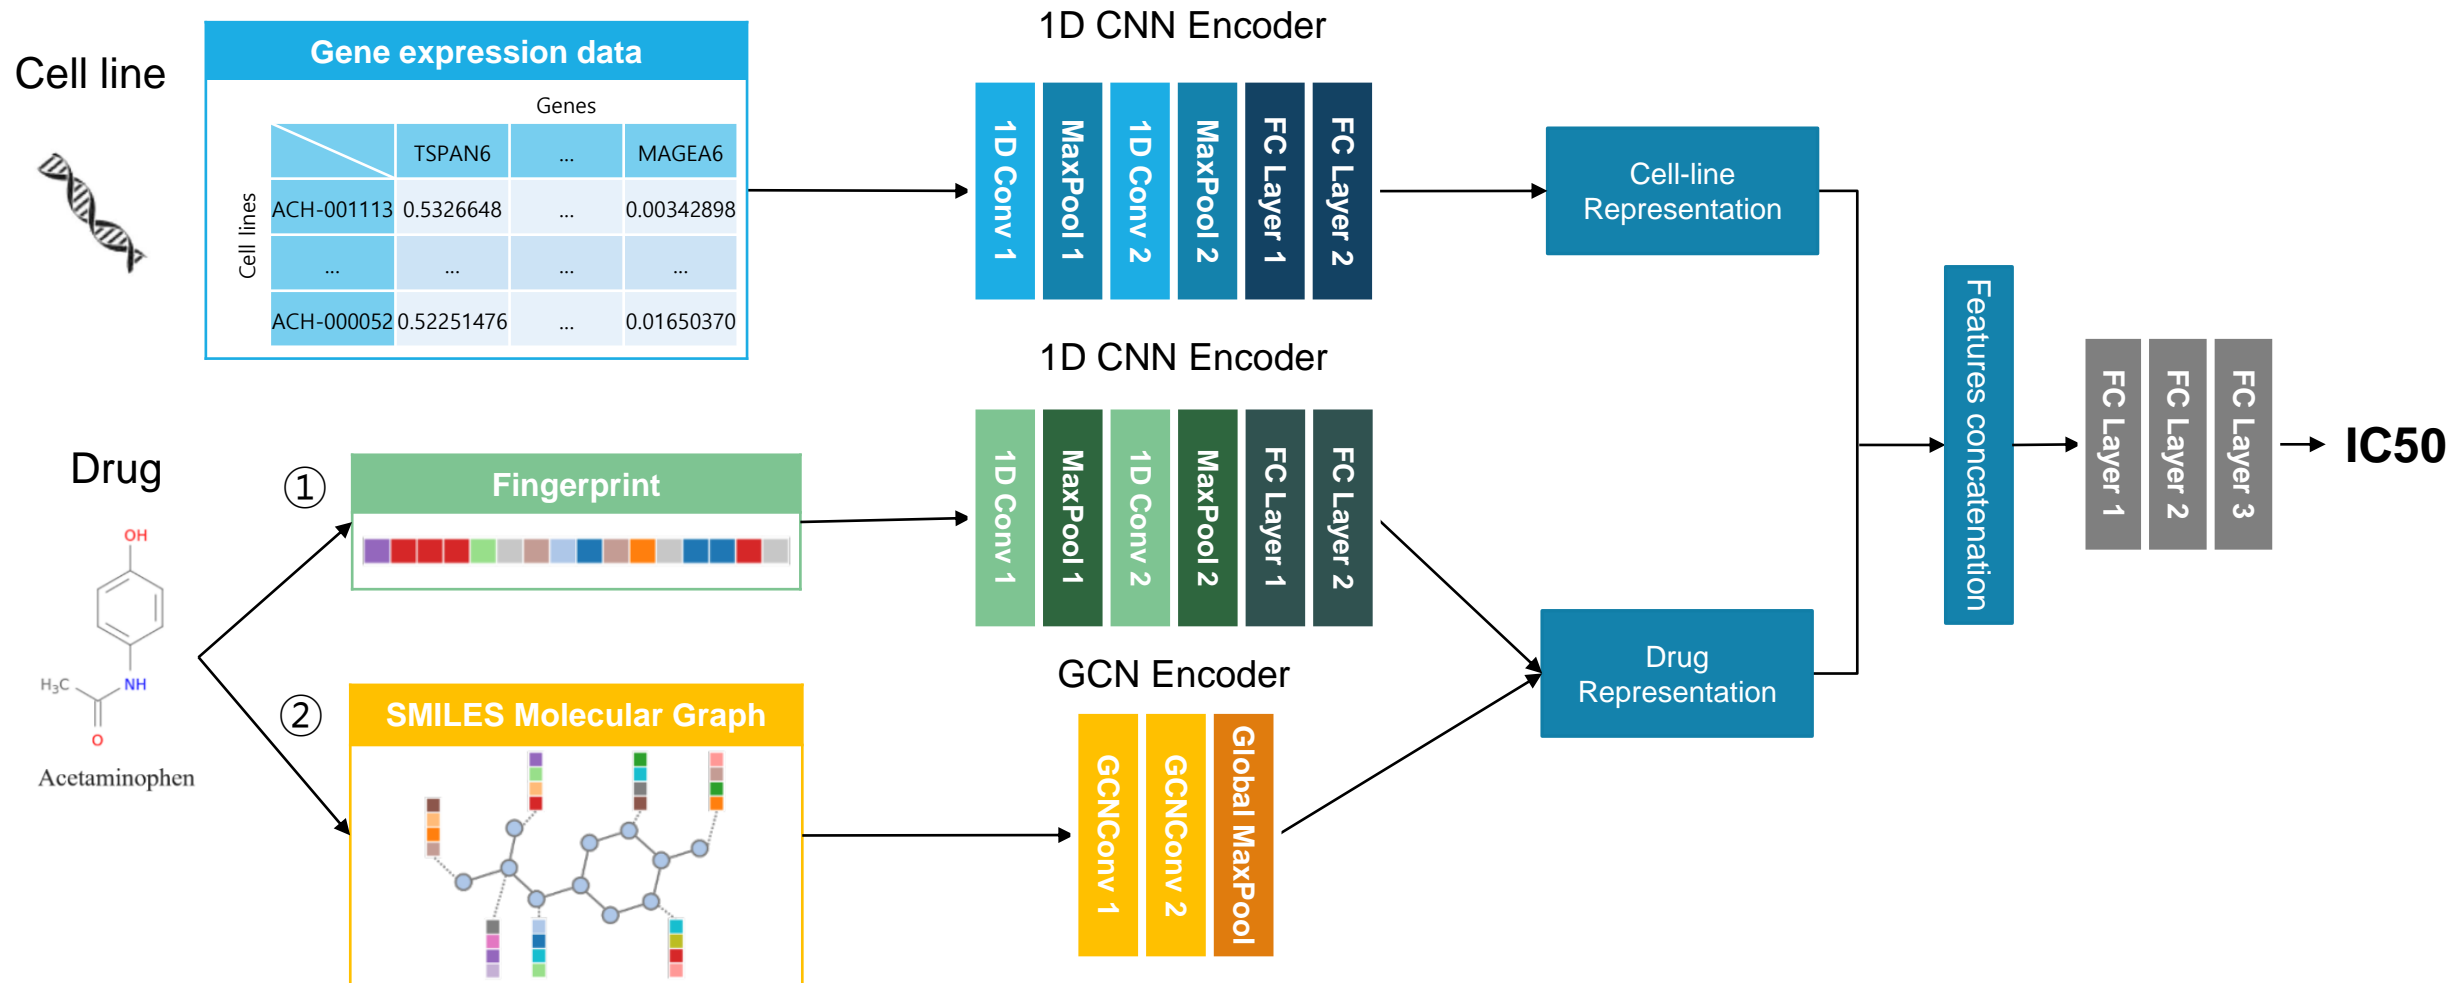 Cell line
Gene expression data
Genes
Cell lines
TSPAN6 ... MAGEA6
ACH-001113 0.5326648 ... 0.00342898
... ... ... ...
ACH-000052 0.52251476 ... 0.01650370
1D CNN Encoder
1D Conv 1
MaxPool 1
1D Conv 2
MaxPool 2
FC Layer 1
FC Layer 2
Cell-line
Representation
Drug
OH
H₃C
NH
O
Acetaminophen
①
Fingerprint
1D CNN Encoder
1D Conv 1
MaxPool 1
1D Conv 2
MaxPool 2
FC Layer 1
FC Layer 2
②
SMILES Molecular Graph
GCN Encoder
GCNConv 1
GCNConv 2
Global MaxPool
Drug
Representation
Features concatenation
FC Layer 1
FC Layer 2
FC Layer 3
IC50